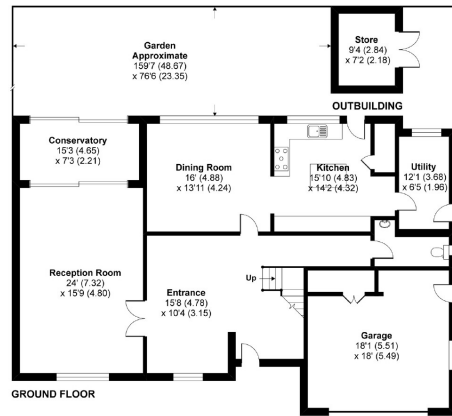 Garden
Approximate
159'7 (48.67)
x 76'6 (23.35)
Store
9'4 (2.84)
x 7'2 (2.18)
OUTBUILDING
Conservatory
15'3 (4.65)
x 7'3 (2.21)
Dining Room
16' (4.88)
x 13'11 (4.24)
Kitchen
15'10 (4.83)
x 14'2 (4.32)
Utility
12'1 (3.68)
x 6'5 (1.96)
Reception Room
24' (7.32)
x 15'9 (4.80)
Entrance
15'8 (4.78)
x 10'4 (3.15)
Up
Garage
18'1 (5.51)
x 18' (5.49)
GROUND FLOOR